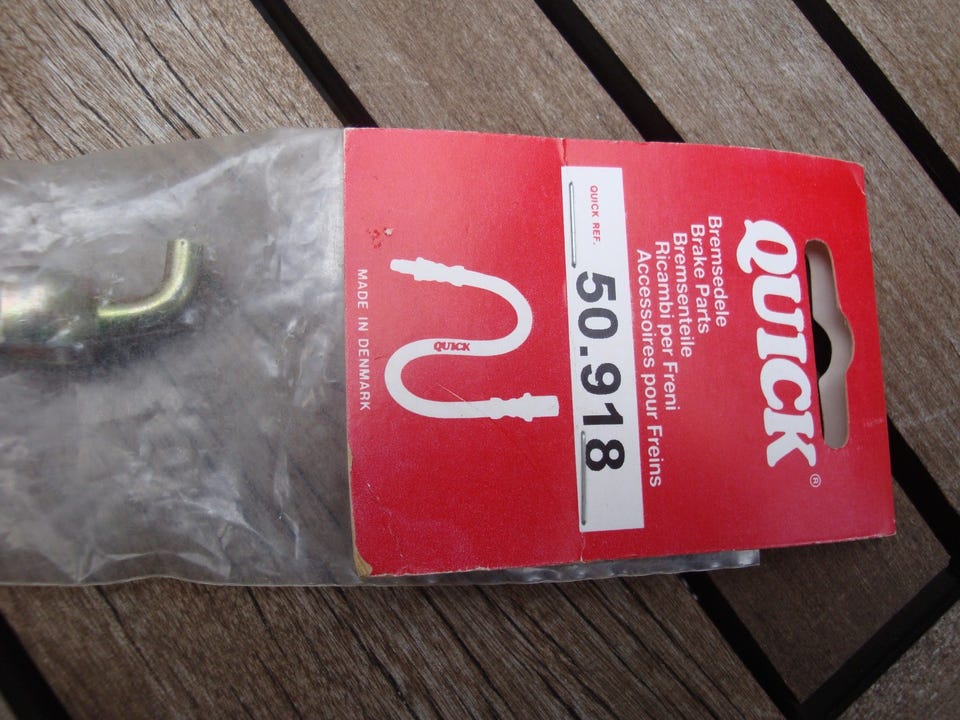 QUICK®
Bremsedele
Brake Parts
Bremsenteile
Ricambi per Freni
Accessoires pour Freins
QUICK REF.
50.918
QUICK
MADE IN DENMARK